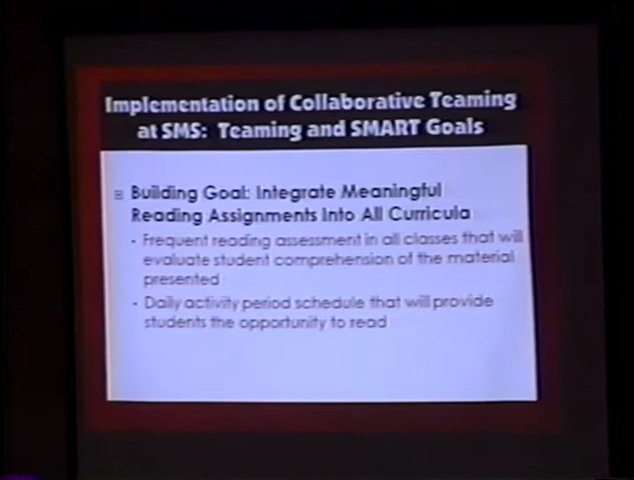 Implementation of Collaborative Teaming
at SMS: Teaming and SMART Goals
Building Goal: Integrate Meaningful
Reading Assignments Into All Curricula
• Frequent reading assessment in all classes that will
evaluate student comprehension of the material
presented
• Daily activity period schedule that will provide
students the opportunity to read